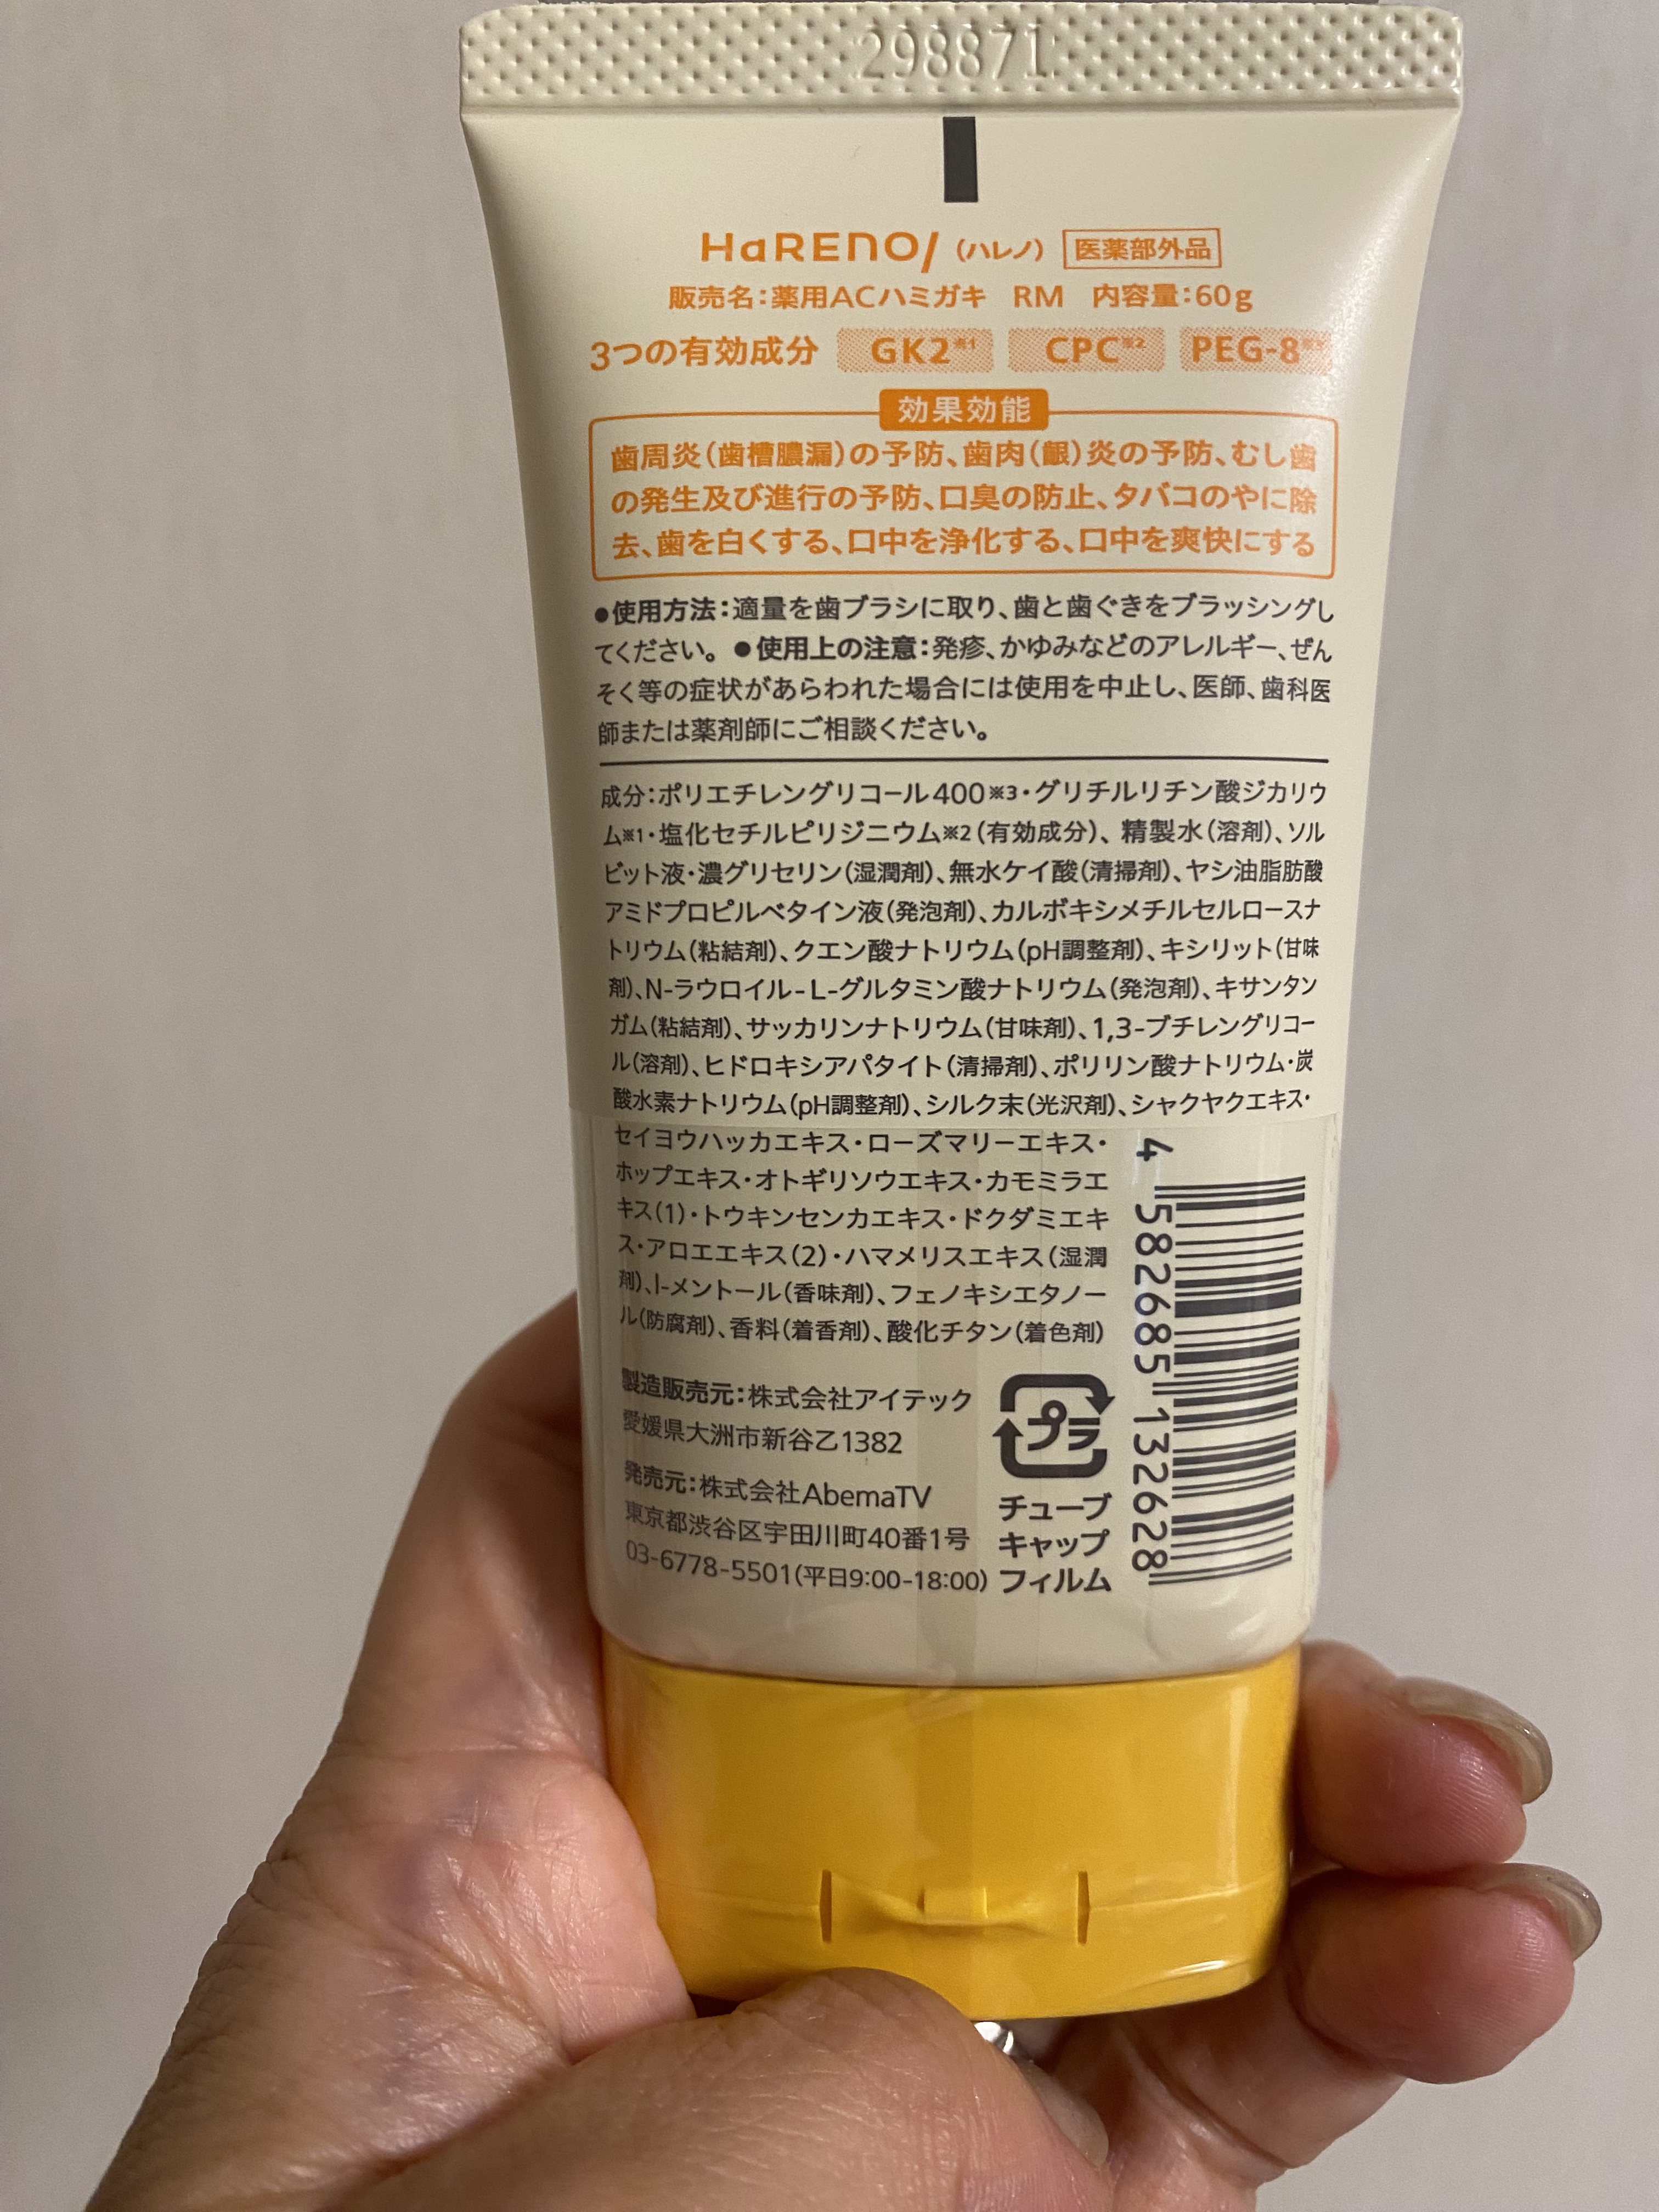 298871
HaRENO/（ハレノ）医薬部外品
販売名：薬用ACハミガキ　RM　内容量：60g
3つの有効成分 GK2※1 CPC※2 PEG-8※3
効果効能
歯周炎（歯槽膿漏）の予防、歯肉（齦）炎の予防、むし歯
の発生及び進行の予防、口臭の防止、タバコのやに除
去、歯を白くする、口中を浄化する、口中を爽快にする
●使用方法：適量を歯ブラシに取り、歯と歯ぐきをブラッシングし
てください。●使用上の注意：発疹、かゆみなどのアレルギー、ぜん
そく等の症状があらわれた場合には使用を中止し、医師、歯科医
師または薬剤師にご相談ください。
成分：ポリエチレングリコール400※3・グリチルリチン酸ジカリウ
ム※1・塩化セチルピリジニウム※2（有効成分）、精製水（溶剤）、ソル
ビット液・濃グリセリン（湿潤剤）、無水ケイ酸（清掃剤）、ヤシ油脂肪酸
アミドプロピルベタイン液（発泡剤）、カルボキシメチルセルロースナ
トリウム（粘結剤）、クエン酸ナトリウム（pH調整剤）、キシリット（甘味
剤）、N-ラウロイル-L-グルタミン酸ナトリウム（発泡剤）、キサンタン
ガム（粘結剤）、サッカリンナトリウム（甘味剤）、1,3-ブチレングリコー
ル（溶剤）、ヒドロキシアパタイト（清掃剤）、ポリリン酸ナトリウム・炭
酸水素ナトリウム（pH調整剤）、シルク末（光沢剤）、シャクヤクエキス・
セイヨウハッカエキス・ローズマリーエキス・
ホップエキス・オトギリソウエキス・カモミラエ
キス（1）・トウキンセンカエキス・ドクダミエキ
ス・アロエエキス（2）・ハマメリスエキス（湿潤
剤）、l-メントール（香味剤）、フェノキシエタノー
ル（防腐剤）、香料（着香剤）、酸化チタン（着色剤）
製造販売元：株式会社アイテック
愛媛県大洲市新谷乙1382
発売元：株式会社AbemaTV
東京都渋谷区宇田川町40番1号
03-6778-5501（平日9:00-18:00）
プラ
チューブ
キャップ
フィルム
4 582685 132628